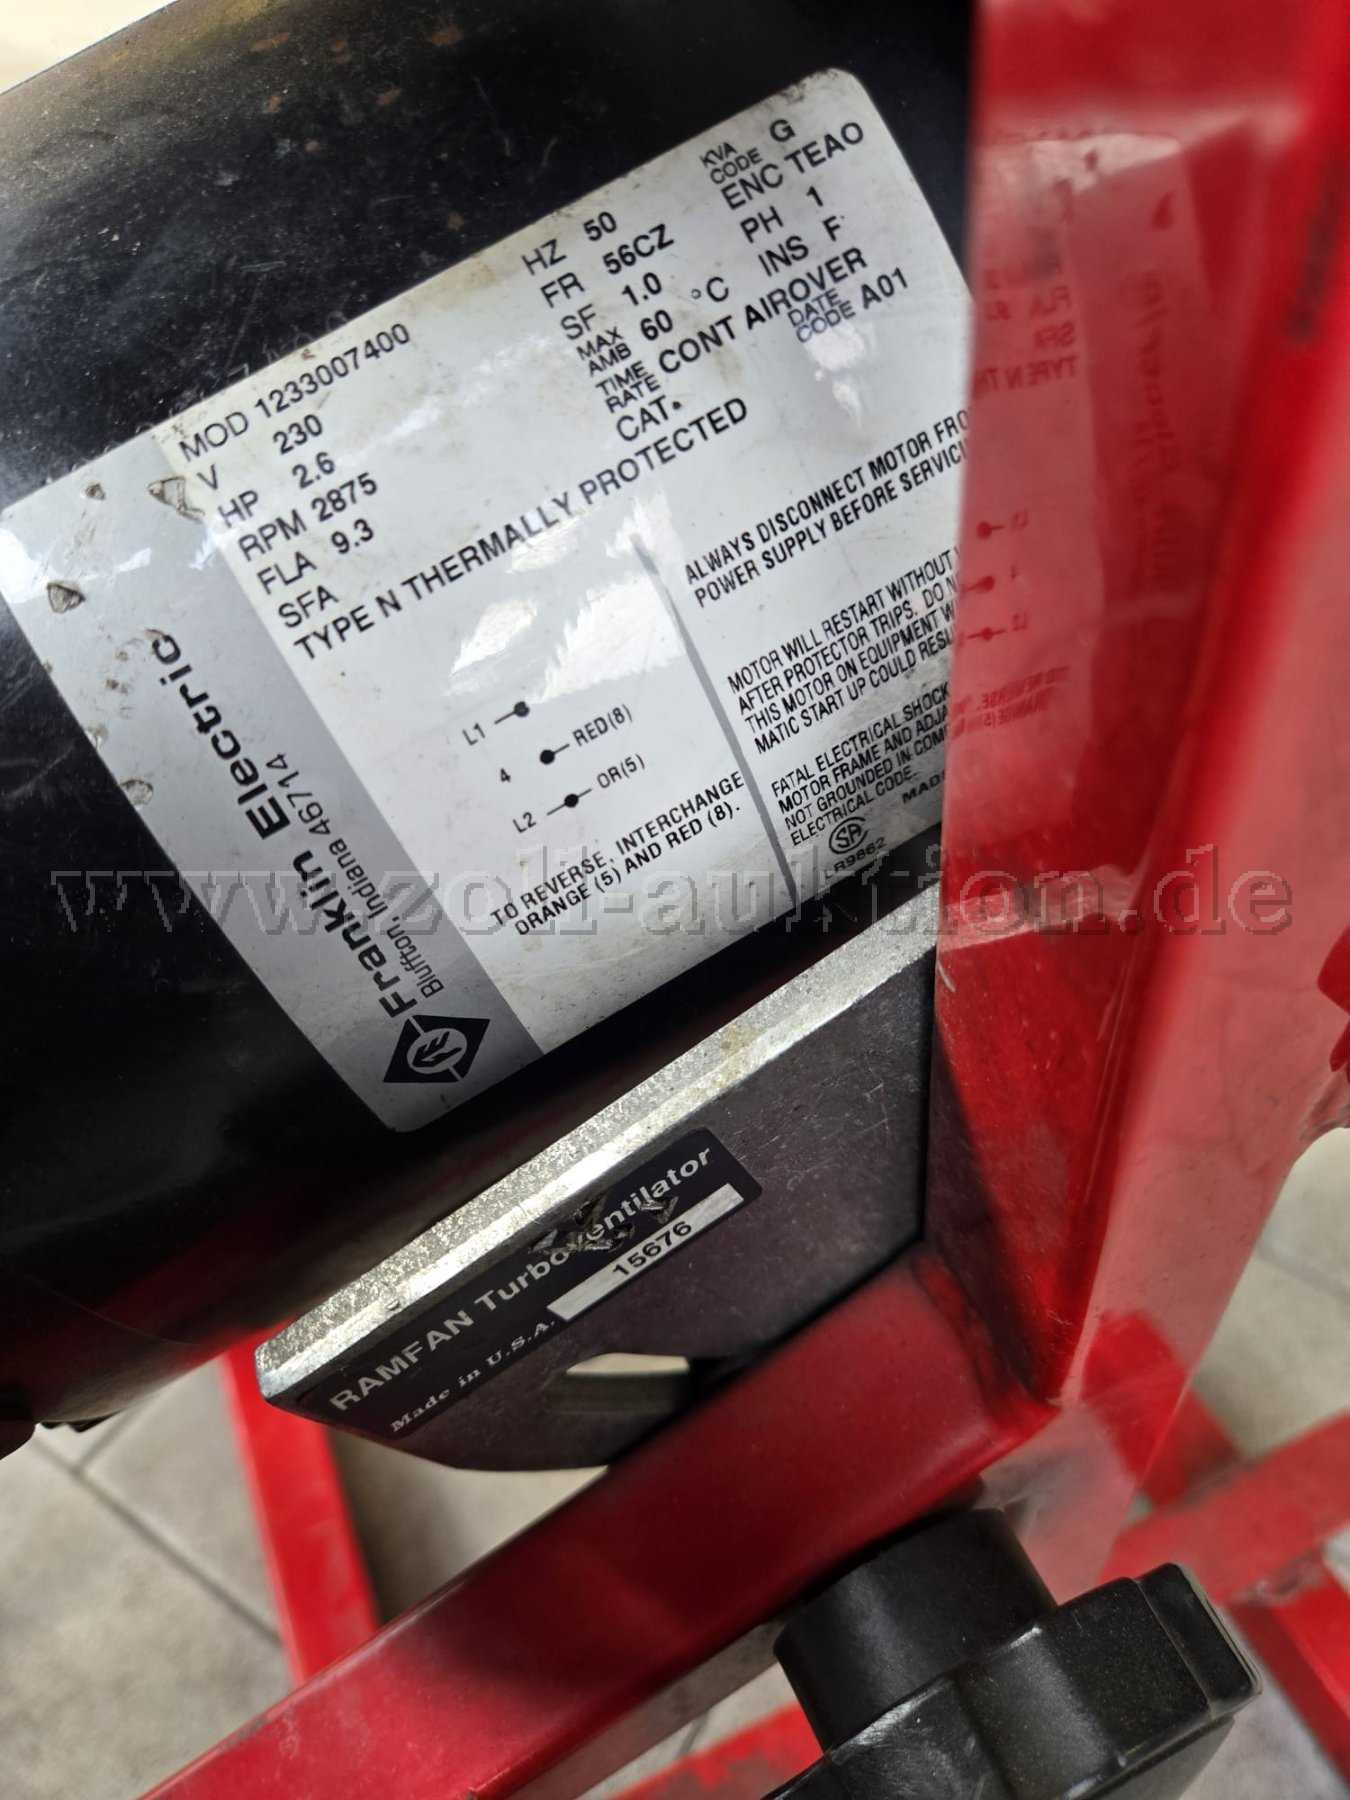 MOD 1233007400
V 230
HP 2.6
RPM 2875
FLA 9.3
SFA
TYPE N THERMALLY PROTECTED
HZ 50
FR 56CZ
SF 1.0
MAX AMB 60 °C
TIME RATE CONT AIROVER
CAT.
KVA CODE G
ENC TEAO
PH 1
INS F
DATE CODE A01
L1
4 RED(8)
L2 OR(5)
TO REVERSE, INTERCHANGE
ORANGE (5) AND RED (8).
ALWAYS DISCONNECT MOTOR
POWER SUPPLY BEFORE
MOTOR WILL RESTART WITHOUT
AFTER PROTECTOR TRIPS. DO
THIS MOTOR ON EQUIPMENT
MATIC START UP COULD
FATAL ELECTRICAL SHOCK
MOTOR FRAME AND
NOT GROUNDED IN
ELECTRICAL CODE.
SA
LR9862
Franklin Electric
Bluffton, Indiana 46714
www.zoll-auktion.de
RAMFAN Turboventilator
Made in U.S.A. 15676